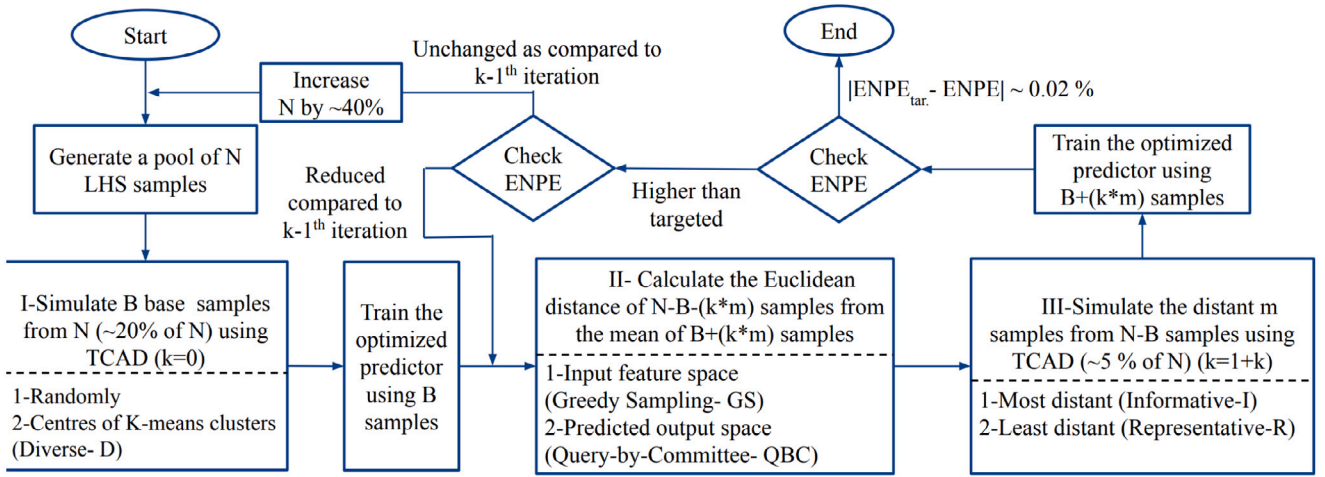 Start
Increase
N by ~40%
Unchanged as compared to
k-1th iteration
End
|ENPEtar.- ENPE| ~ 0.02 %
Generate a pool of N
LHS samples
Reduced
compared to
k-1th iteration
Check
ENPE
Higher than
targeted
Check
ENPE
Train the optimized
predictor using
B+(k*m) samples
I-Simulate B base samples
from N (~20% of N) using
TCAD (k=0)
1-Randomly
2-Centres of K-means clusters
(Diverse- D)
Train the
optimized
predictor
using B
samples
II- Calculate the Euclidean
distance of N-B-(k*m) samples from
the mean of B+(k*m) samples
1-Input feature space
(Greedy Sampling- GS)
2-Predicted output space
(Query-by-Committee- QBC)
III-Simulate the distant m
samples from N-B samples using
TCAD (~5 % of N) (k=1+k)
1-Most distant (Informative-I)
2-Least distant (Representative-R)